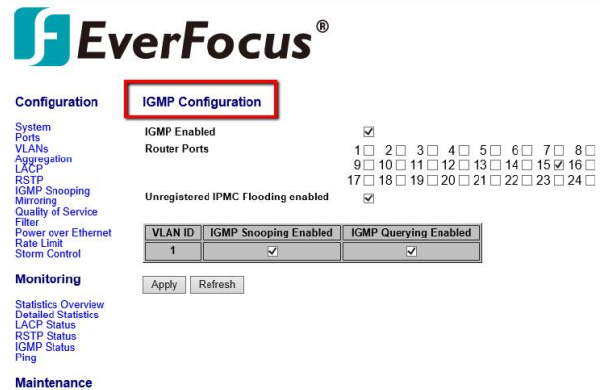 EverFocus®
Configuration
System
Ports
VLANs
Aggregation
LACP
RSTP
IGMP Snooping
Mirroring
Quality of Service
Filter
Power over Ethernet
Rate Limit
Storm Control
Monitoring
Statistics Overview
Detailed Statistics
LACP Status
RSTP Status
IGMP Status
Ping
Maintenance
IGMP Configuration
IGMP Enabled
Router Ports
1 2 3 4 5 6 7 8
9 10 11 12 13 14 15 16
17 18 19 20 21 22 23 24
Unregistered IPMC Flooding enabled
VLAN ID IGMP Snooping Enabled IGMP Querying Enabled
1
Apply Refresh